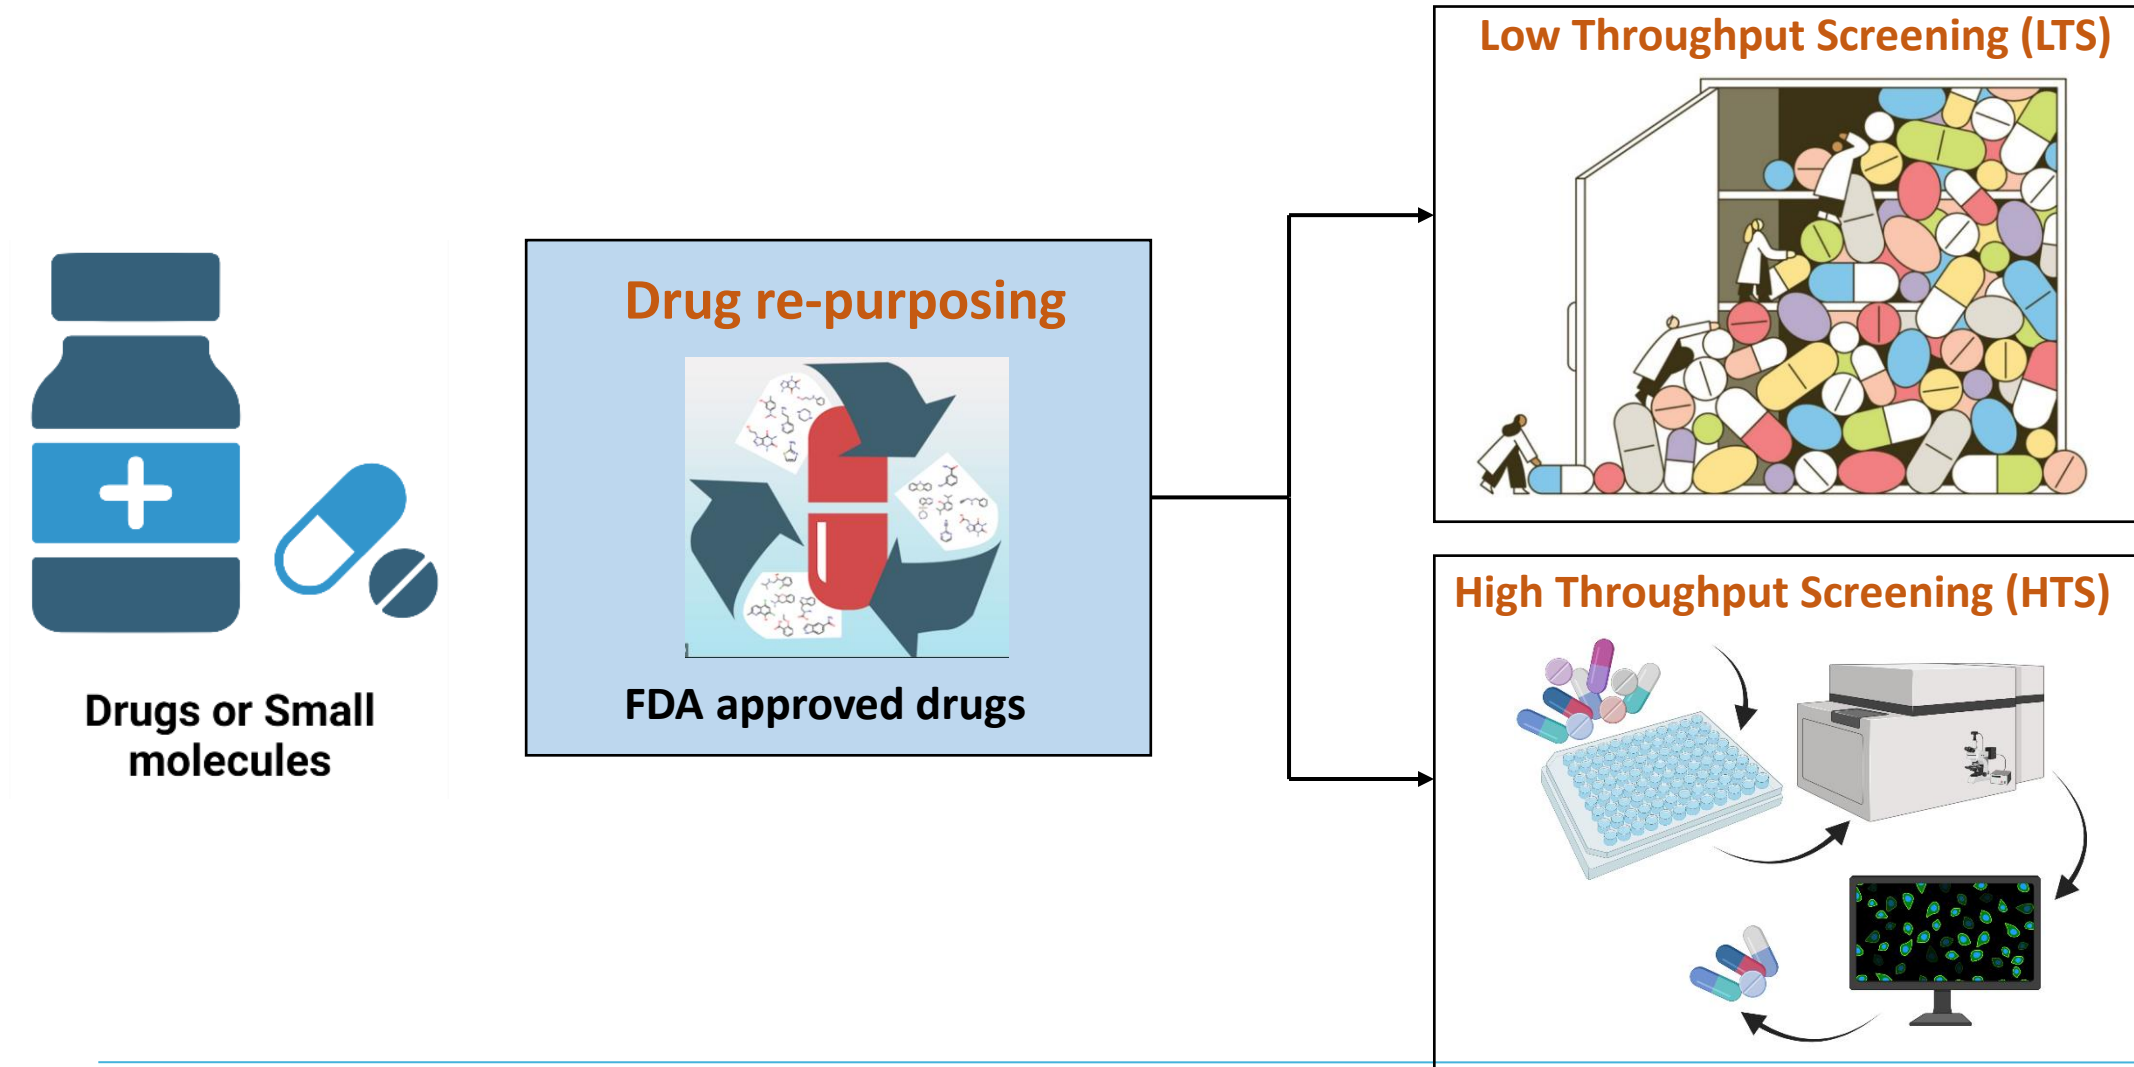 Low Throughput Screening (LTS)
Drug re-purposing
FDA approved drugs
Drugs or Small
molecules
High Throughput Screening (HTS)